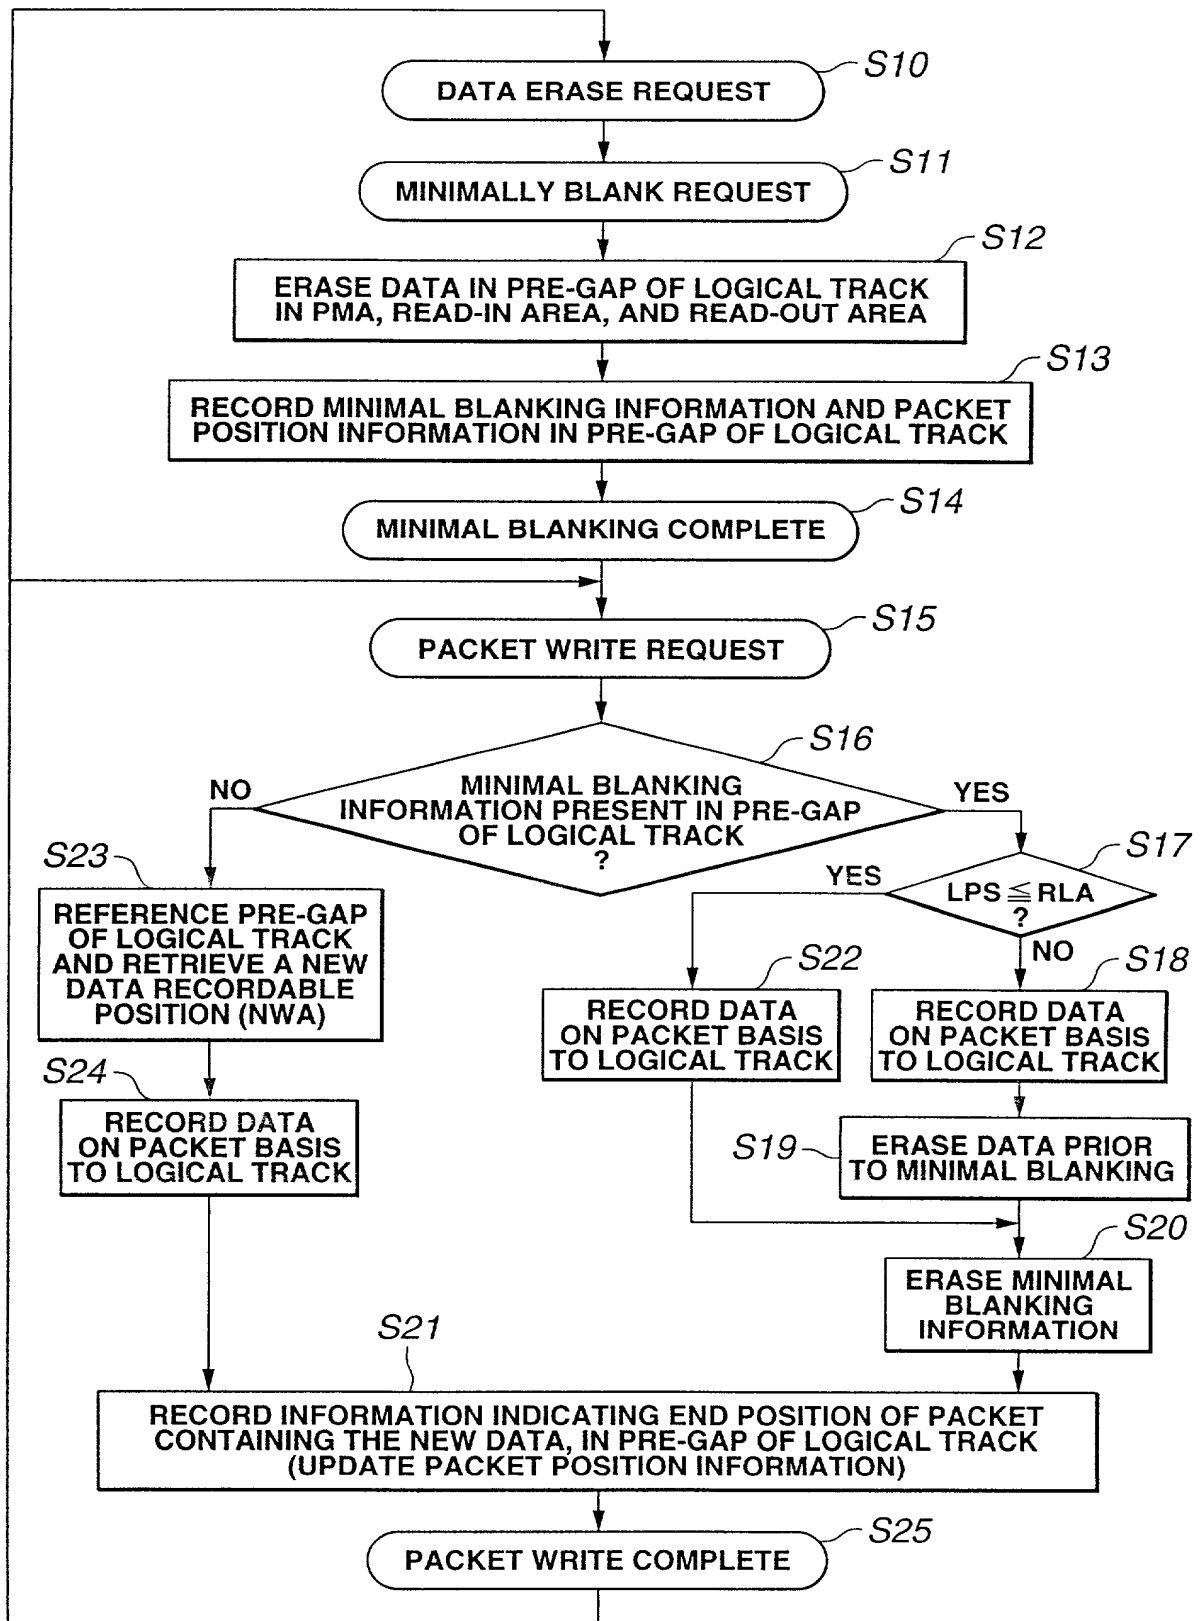 S10
DATA ERASE REQUEST
S11
MINIMALLY BLANK REQUEST
S12
ERASE DATA IN PRE-GAP OF LOGICAL TRACK
IN PMA, READ-IN AREA, AND READ-OUT AREA
S13
RECORD MINIMAL BLANKING INFORMATION AND PACKET
POSITION INFORMATION IN PRE-GAP OF LOGICAL TRACK
S14
MINIMAL BLANKING COMPLETE
S15
PACKET WRITE REQUEST
S16
MINIMAL BLANKING
INFORMATION PRESENT IN PRE-GAP
OF LOGICAL TRACK
?
NO
YES
S17
LPS ≦ RLA
?
YES
NO
S23
REFERENCE PRE-GAP
OF LOGICAL TRACK
AND RETRIEVE A NEW
DATA RECORDABLE
POSITION (NWA)
S22
RECORD DATA
ON PACKET BASIS
TO LOGICAL TRACK
S18
RECORD DATA
ON PACKET BASIS
TO LOGICAL TRACK
S24
RECORD DATA
ON PACKET BASIS
TO LOGICAL TRACK
S19
ERASE DATA PRIOR
TO MINIMAL BLANKING
S20
ERASE MINIMAL
BLANKING
INFORMATION
S21
RECORD INFORMATION INDICATING END POSITION OF PACKET
CONTAINING THE NEW DATA, IN PRE-GAP OF LOGICAL TRACK
(UPDATE PACKET POSITION INFORMATION)
S25
PACKET WRITE COMPLETE